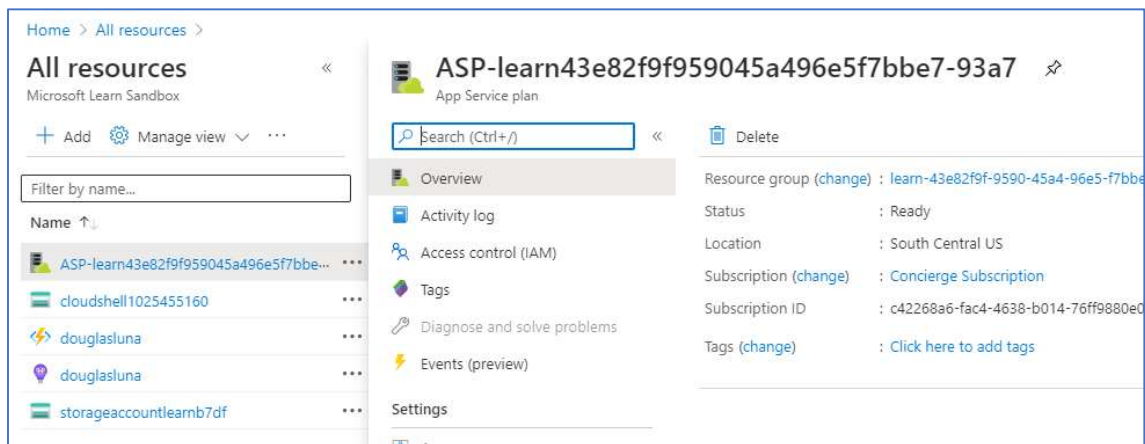 Home > All resources >
All resources «
Microsoft Learn Sandbox
+ Add Manage view ...
Filter by name...
Name ↑↓
ASP-learn43e82f9f959045a496e5f7bbe... ...
cloudshell1025455160 ...
douglasluna ...
douglasluna ...
storageaccountlearnb7df ...
ASP-learn43e82f9f959045a496e5f7bbe7-93a7
App Service plan
Search (Ctrl+/) «
Overview
Activity log
Access control (IAM)
Tags
Diagnose and solve problems
Events (preview)
Settings
Delete
Resource group (change) : learn-43e82f9f-9590-45a4-96e5-f7bbe
Status : Ready
Location : South Central US
Subscription (change) : Concierge Subscription
Subscription ID : c42268a6-fac4-4638-b014-76ff9880e0
Tags (change) : Click here to add tags